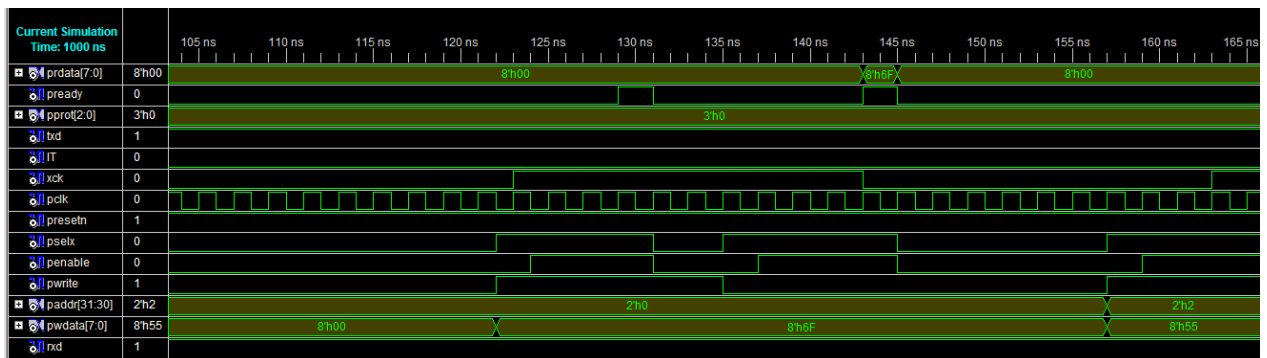 Current Simulation
Time: 1000 ns
105 ns 110 ns 115 ns 120 ns 125 ns 130 ns 135 ns 140 ns 145 ns 150 ns 155 ns 160 ns 165 ns
prdata[7:0] 8'h00 8'h00 8'h6F 8'h00
pready 0
pprot[2:0] 3'h0 3'h0
txd 1
IT 0
xck 0
pclk 0
presetn 1
pselx 0
penable 0
pwrite 1
paddr[31:30] 2'h2 2'h0 2'h2
pwdata[7:0] 8'h55 8'h00 8'h6F 8'h55
rxd 1